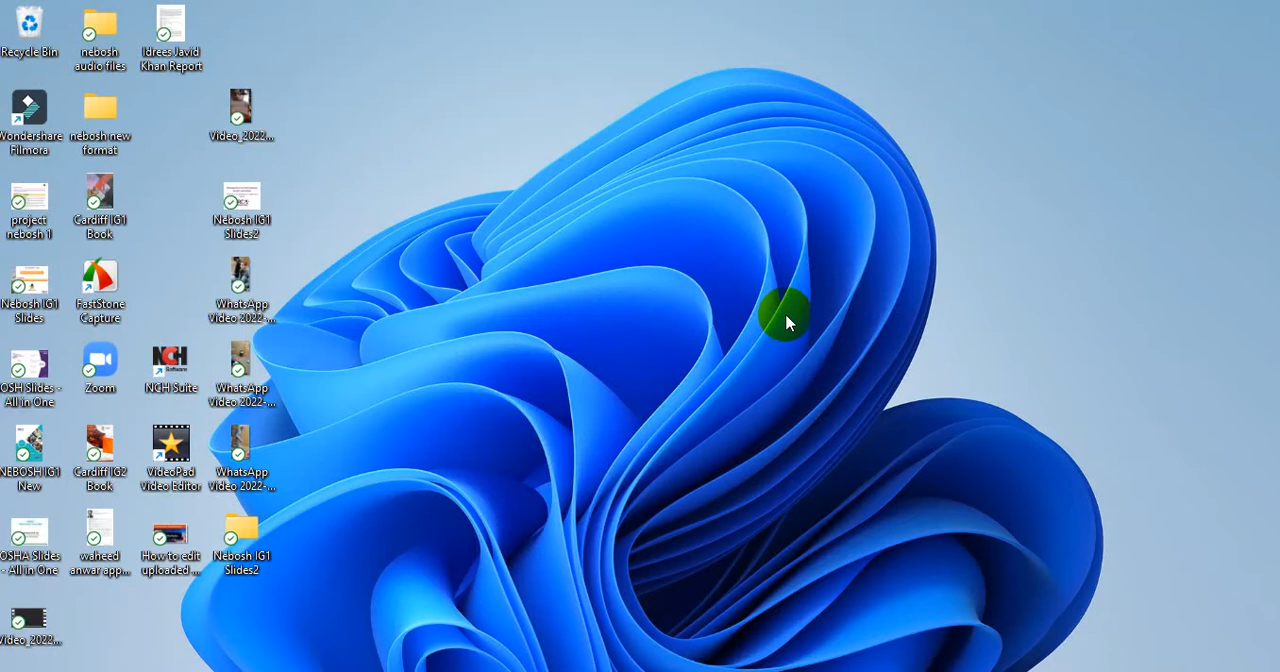 Recycle Bin
nebosh
audio files
Idrees Javid
Khan Report
Wondershare
Filmora
nebosh new
format
Video_2022...
project
nebosh 1
Cardiff IG1
Book
Nebosh IG1
Slides2
Nebosh IG1
Slides
FastStone
Capture
WhatsApp
Video 2022-...
OSH Slides -
All in One
Zoom
NCH
Software
NCH Suite
WhatsApp
Video 2022-...
NEBOSH IG1
New
Cardiff IG2
Book
VideoPad
Video Editor
WhatsApp
Video 2022-...
OSHA Slides
- All in One
waheed
anwar app...
How to edit
uploaded ...
Nebosh IG1
Slides2
Video_2022...